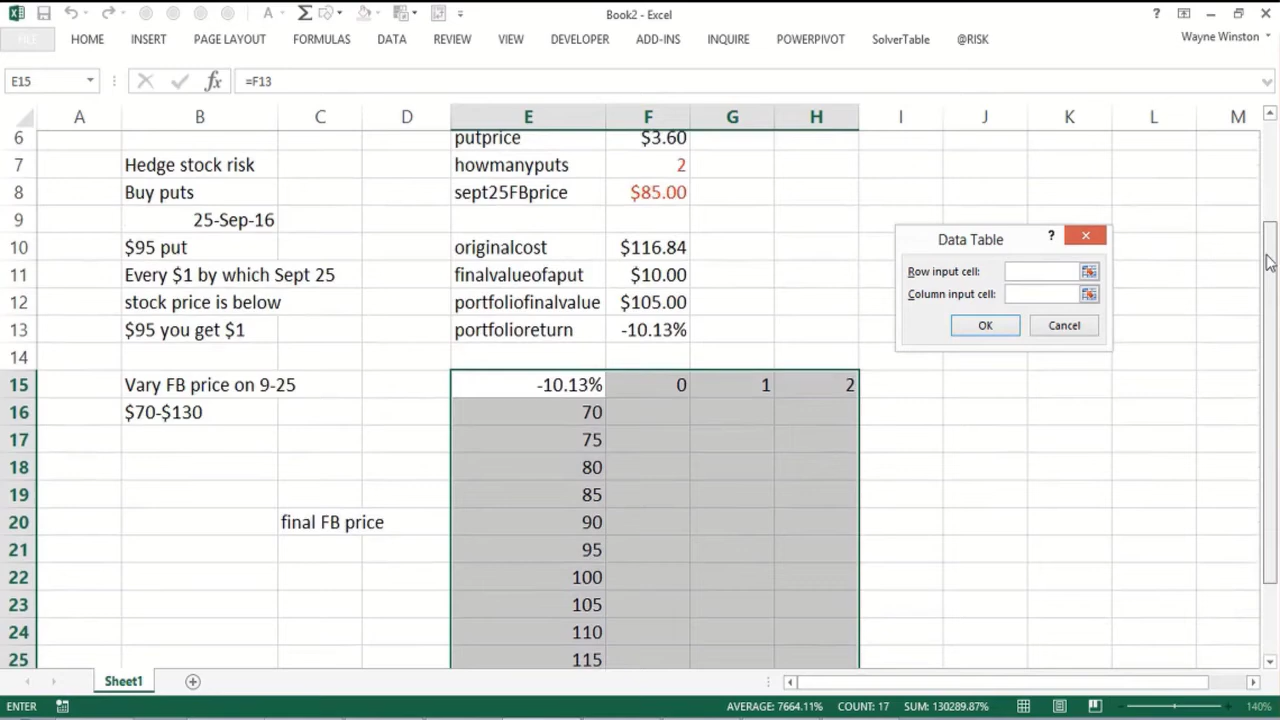 Book2 - Excel
?
FILE HOME INSERT PAGE LAYOUT FORMULAS DATA REVIEW VIEW DEVELOPER ADD-INS INQUIRE POWERPIVOT SolverTable @RISK Wayne Winston
E15 fx =F13
A B C D E F G H I J K L M
6 putprice $3.60
7 Hedge stock risk howmanyputs 2
8 Buy puts sept25FBprice $85.00
9 25-Sep-16
10 $95 put originalcost $116.84
11 Every $1 by which Sept 25 finalvalueofaput $10.00
12 stock price is below portfoliofinalvalue $105.00
13 $95 you get $1 portfolioreturn -10.13%
14
15 Vary FB price on 9-25 -10.13% 0 1 2
16 $70-$130 70
17 75
18 80
19 85
20 final FB price 90
21 95
22 100
23 105
24 110
25 115
Data Table ?
Row input cell:
Column input cell:
OK Cancel
Sheet1
ENTER AVERAGE: 7664.11% COUNT: 17 SUM: 130289.87% 140%